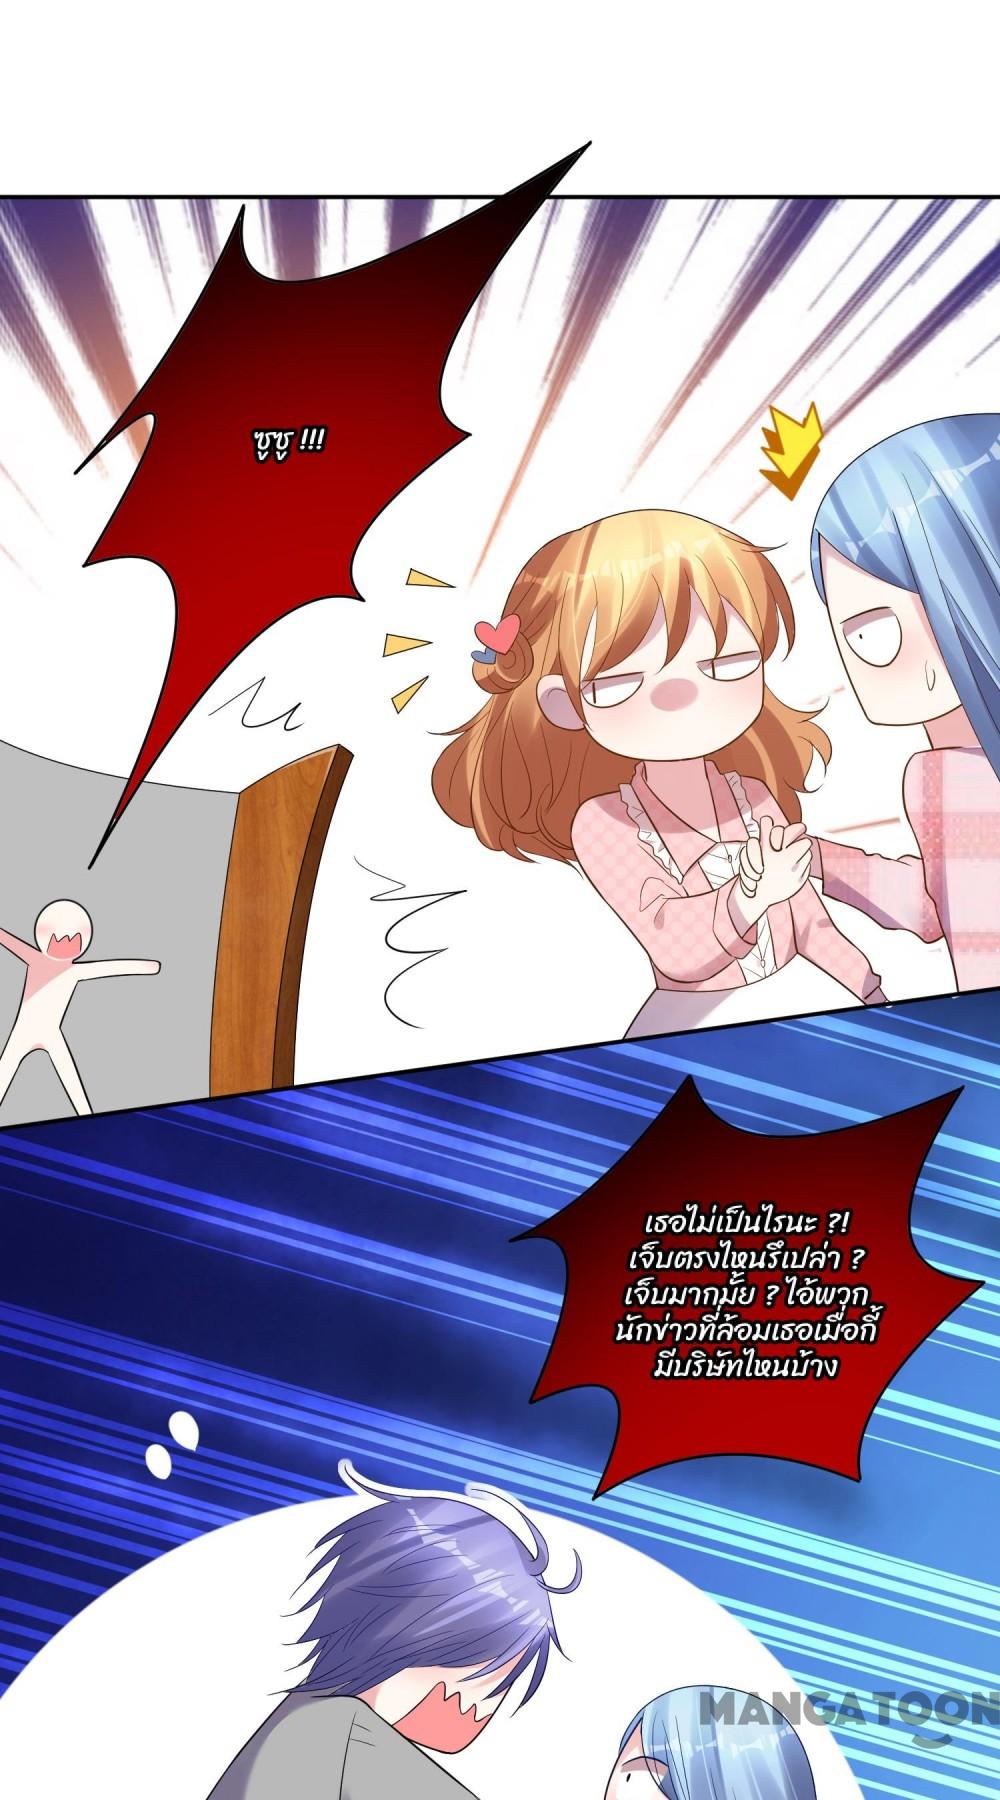 ซูซู !!!
เธอไม่เป็นไรนะ ?!
เจ็บตรงไหนรึเปล่า ?
เจ็บมากมั้ย ? ไอ้พวก
นักข่าวที่ล้อมเธอเมื่อกี้
มีบริษัทไหนบ้าง
MANGATOON